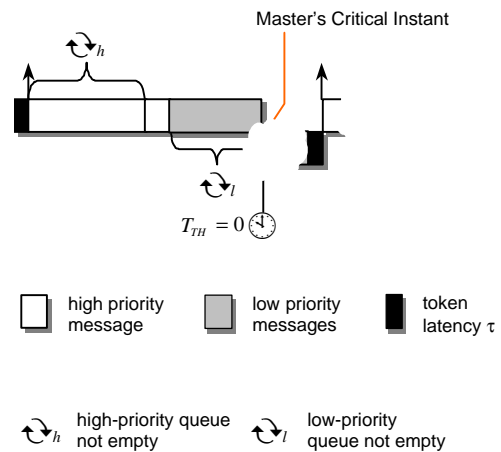 Master's Critical Instant
h
l
T_TH = 0
high priority
message
low priority
messages
token
latency τ
h
high-priority queue
not empty
l
low-priority
queue not empty